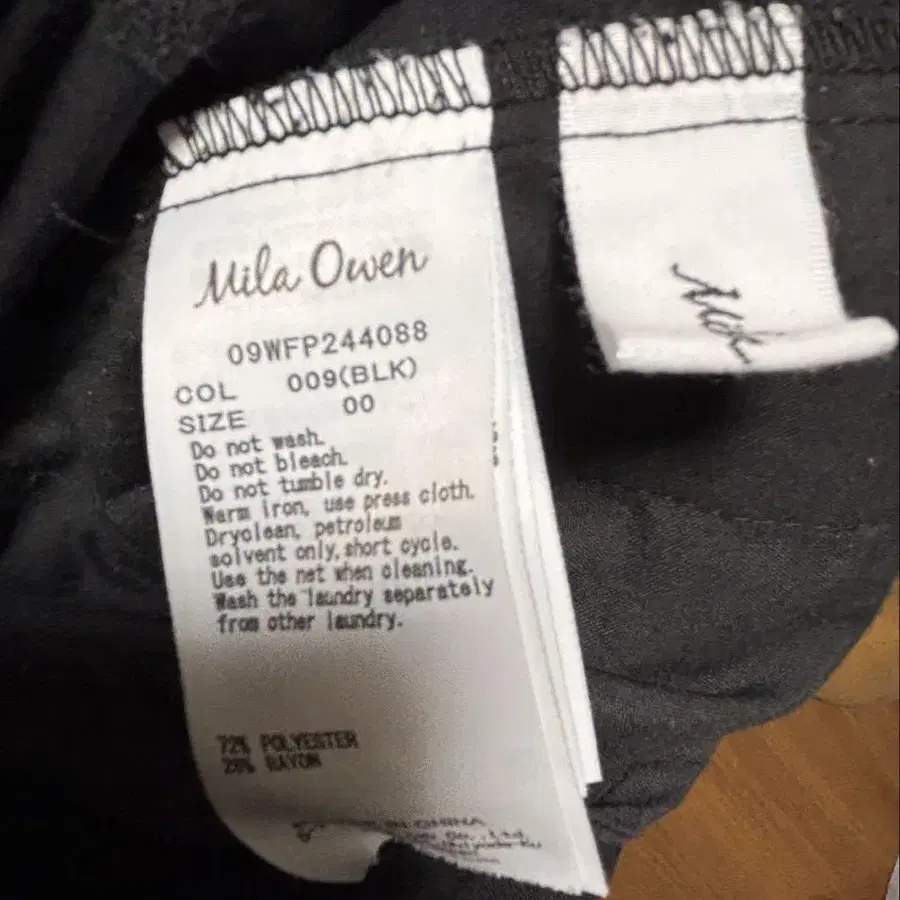 Mila Owen
09WFP244088
COL 009(BLK)
SIZE 00
Do not wash.
Do not bleach.
Do not tumble dry.
Warm iron, use press cloth.
Dryclean, petroleum
solvent only, short cycle.
Use the net when cleaning.
Wash the laundry separately
from other laundry.
72% POLYESTER
28% RAYON